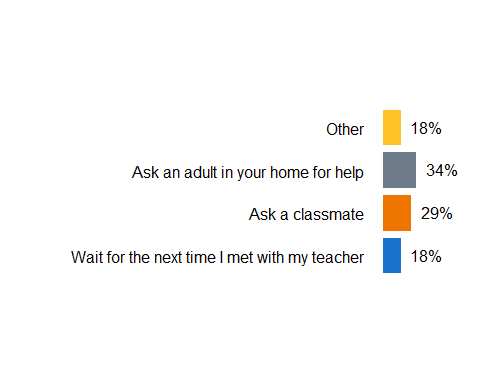 Other 18%
Ask an adult in your home for help 34%
Ask a classmate 29%
Wait for the next time I met with my teacher 18%